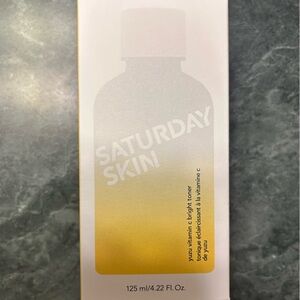 SATURDAY
SKIN
yuzu vitamin c bright toner
tonique éclaircissant à la vitamine c
de yuzu
125 ml/4.22 Fl. Oz.